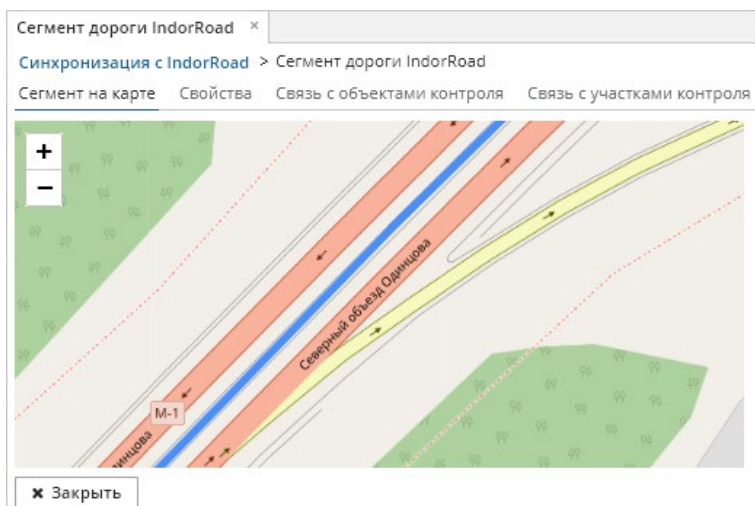 Сегмент дороги IndorRoad ×
Синхронизация с IndorRoad > Сегмент дороги IndorRoad
Сегмент на карте Свойства Связь с объектами контроля Связь с участками контроля
+
−
Северный объезд Одинцова
М-1
динцова
✖ Закрыть